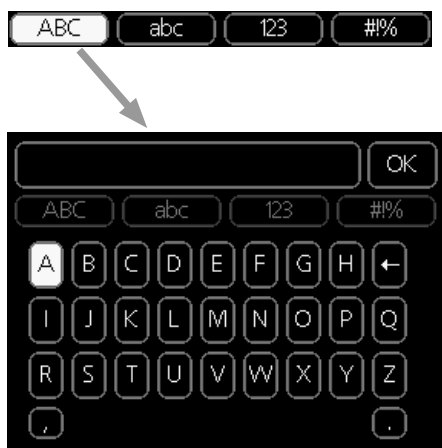 ABC abc 123 #!%
OK
ABC abc 123 #!%
A B C D E F G H ←
I J K L M N O P Q
R S T U V W X Y Z
, .